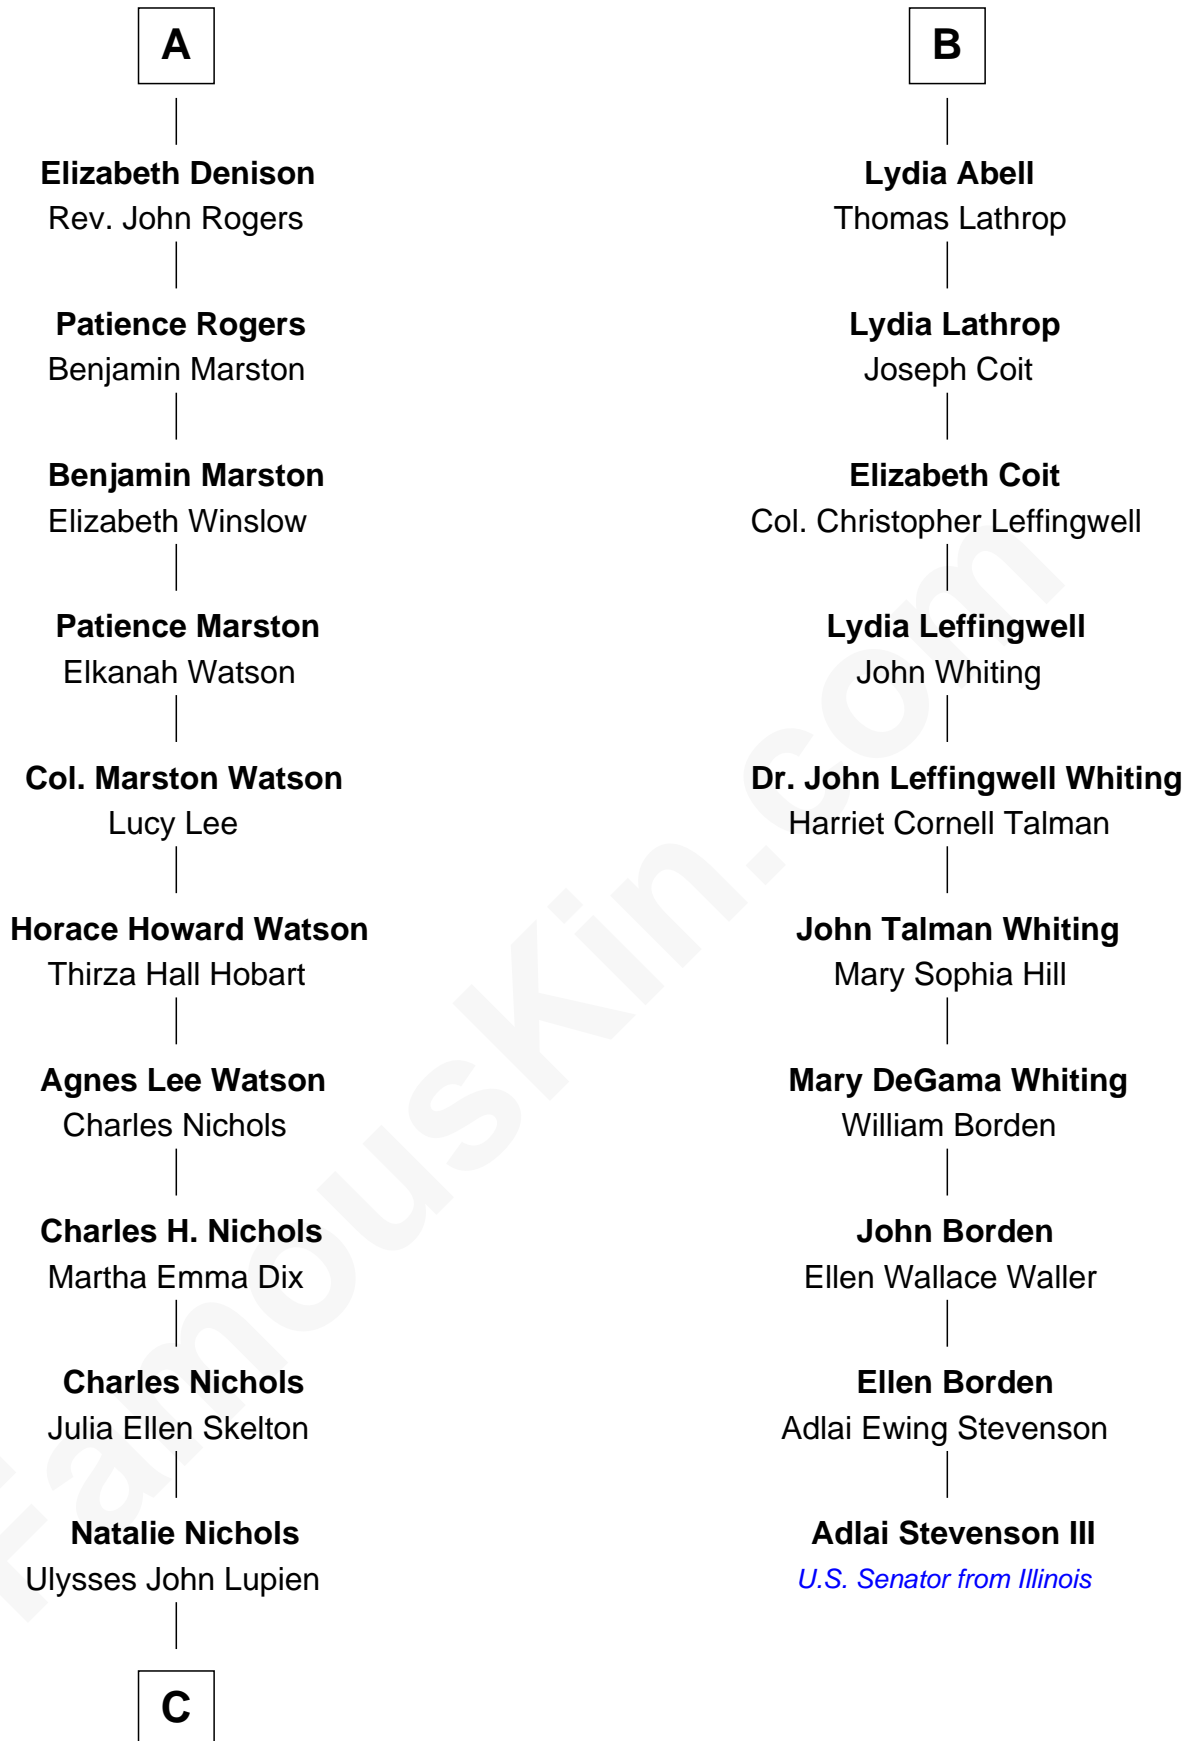 A
Elizabeth Denison
Rev. John Rogers
Patience Rogers
Benjamin Marston
Benjamin Marston
Elizabeth Winslow
Patience Marston
Elkanah Watson
Col. Marston Watson
Lucy Lee
Horace Howard Watson
Thirza Hall Hobart
Agnes Lee Watson
Charles Nichols
Charles H. Nichols
Martha Emma Dix
Charles Nichols
Julia Ellen Skelton
Natalie Nichols
Ulysses John Lupien
C
B
Lydia Abell
Thomas Lathrop
Lydia Lathrop
Joseph Coit
Elizabeth Coit
Col. Christopher Leffingwell
Lydia Leffingwell
John Whiting
Dr. John Leffingwell Whiting
Harriet Cornell Talman
John Talman Whiting
Mary Sophia Hill
Mary DeGama Whiting
William Borden
John Borden
Ellen Wallace Waller
Ellen Borden
Adlai Ewing Stevenson
Adlai Stevenson III
U.S. Senator from Illinois
FamousKin.com